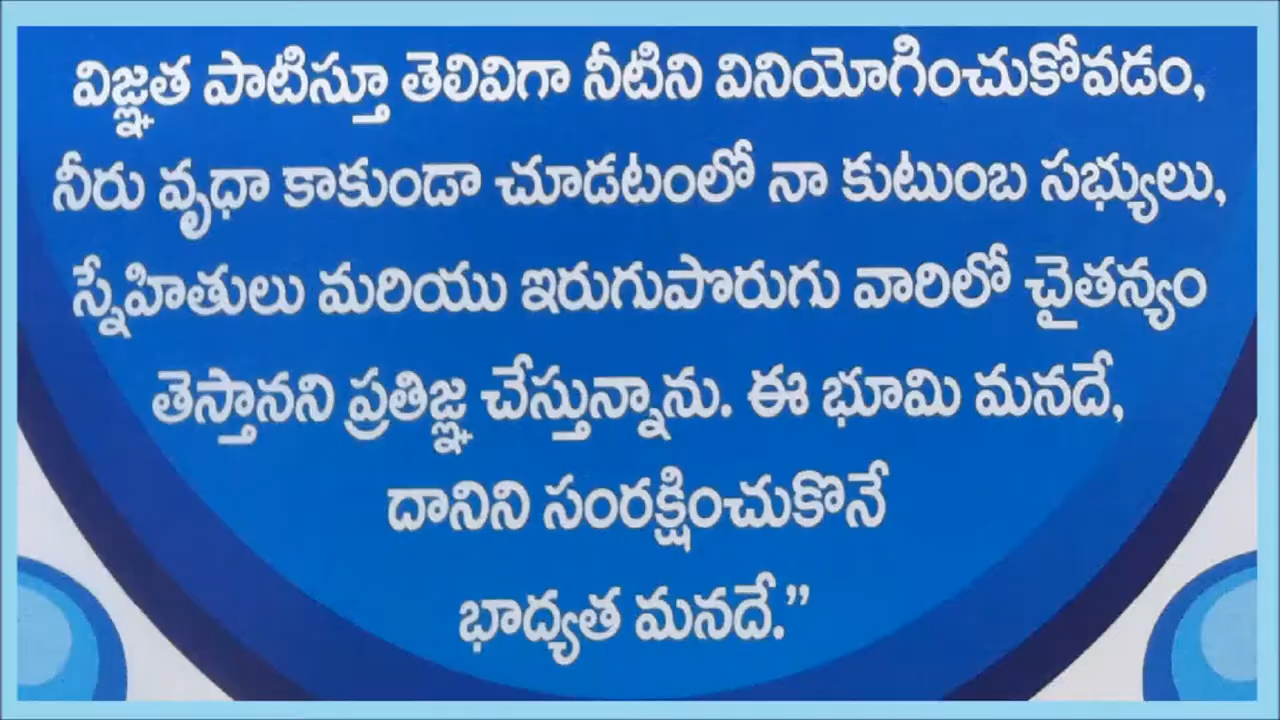 విజ్ఞత పాటిస్తూ తెలివిగా నీటిని వినియోగించుకోవడం,
నీరు వృధా కాకుండా చూడటంలో నా కుటుంబ సభ్యులు,
స్నేహితులు మరియు ఇరుగుపొరుగు వారిలో చైతన్యం
తెస్తానని ప్రతిజ్ఞ చేస్తున్నాను. ఈ భూమి మనదే,
దానిని సంరక్షించుకొనే
భాద్యత మనదే.”